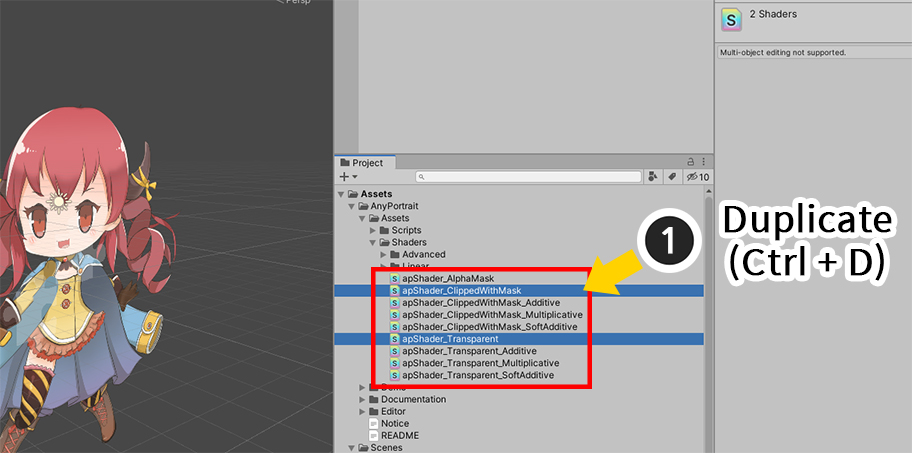 Persp
2 Shaders
Multi-object editing not supported.
Project
10
Assets
AnyPortrait
Assets
Scripts
Shaders
Advanced
Linear
apShader_AlphaMask
apShader_ClippedWithMask
apShader_ClippedWithMask_Additive
apShader_ClippedWithMask_Multiplicative
apShader_ClippedWithMask_SoftAdditive
apShader_Transparent
apShader_Transparent_Additive
apShader_Transparent_Multiplicative
apShader_Transparent_SoftAdditive
Demo
Documentation
Editor
Notice
README
Scenes
1
Duplicate
(Ctrl + D)